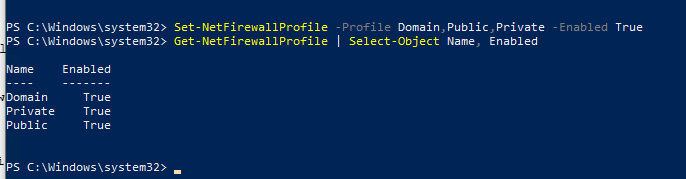 PS C:\Windows\system32> Set-NetFirewallProfile -Profile Domain,Public,Private -Enabled True
PS C:\Windows\system32> Get-NetFirewallProfile | Select-Object Name, Enabled
Name    Enabled
----    -------
Domain     True
Private    True
Public     True
PS C:\Windows\system32>